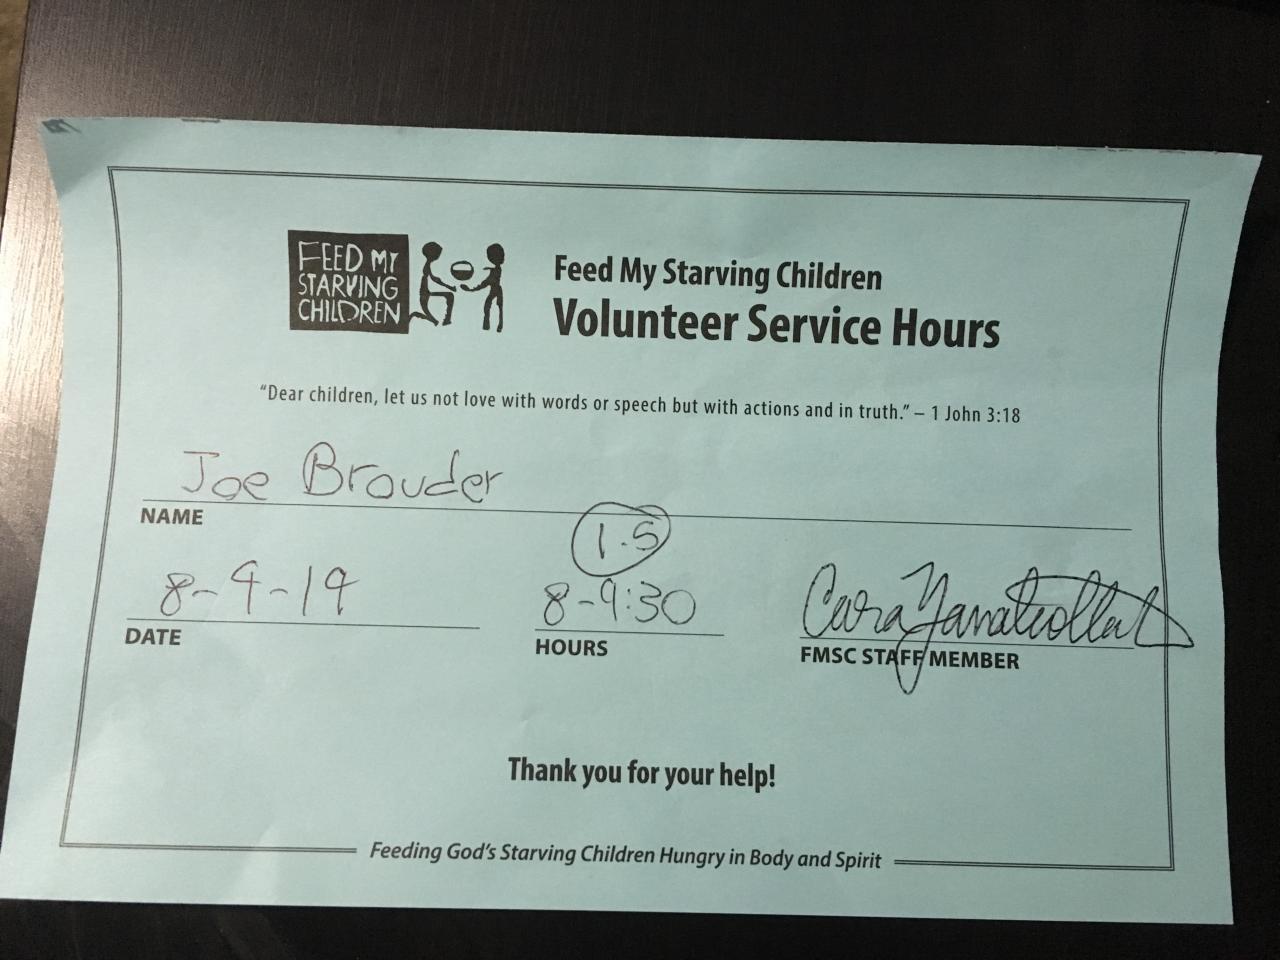 FEED MY
STARVING
CHILDREN
Feed My Starving Children
Volunteer Service Hours
“Dear children, let us not love with words or speech but with actions and in truth.” – 1 John 3:18
Joe Brouder
NAME
1.5
8-9-19
8-9:30
Cara
DATE
HOURS
FMSC STAFF MEMBER
Thank you for your help!
Feeding God's Starving Children Hungry in Body and Spirit